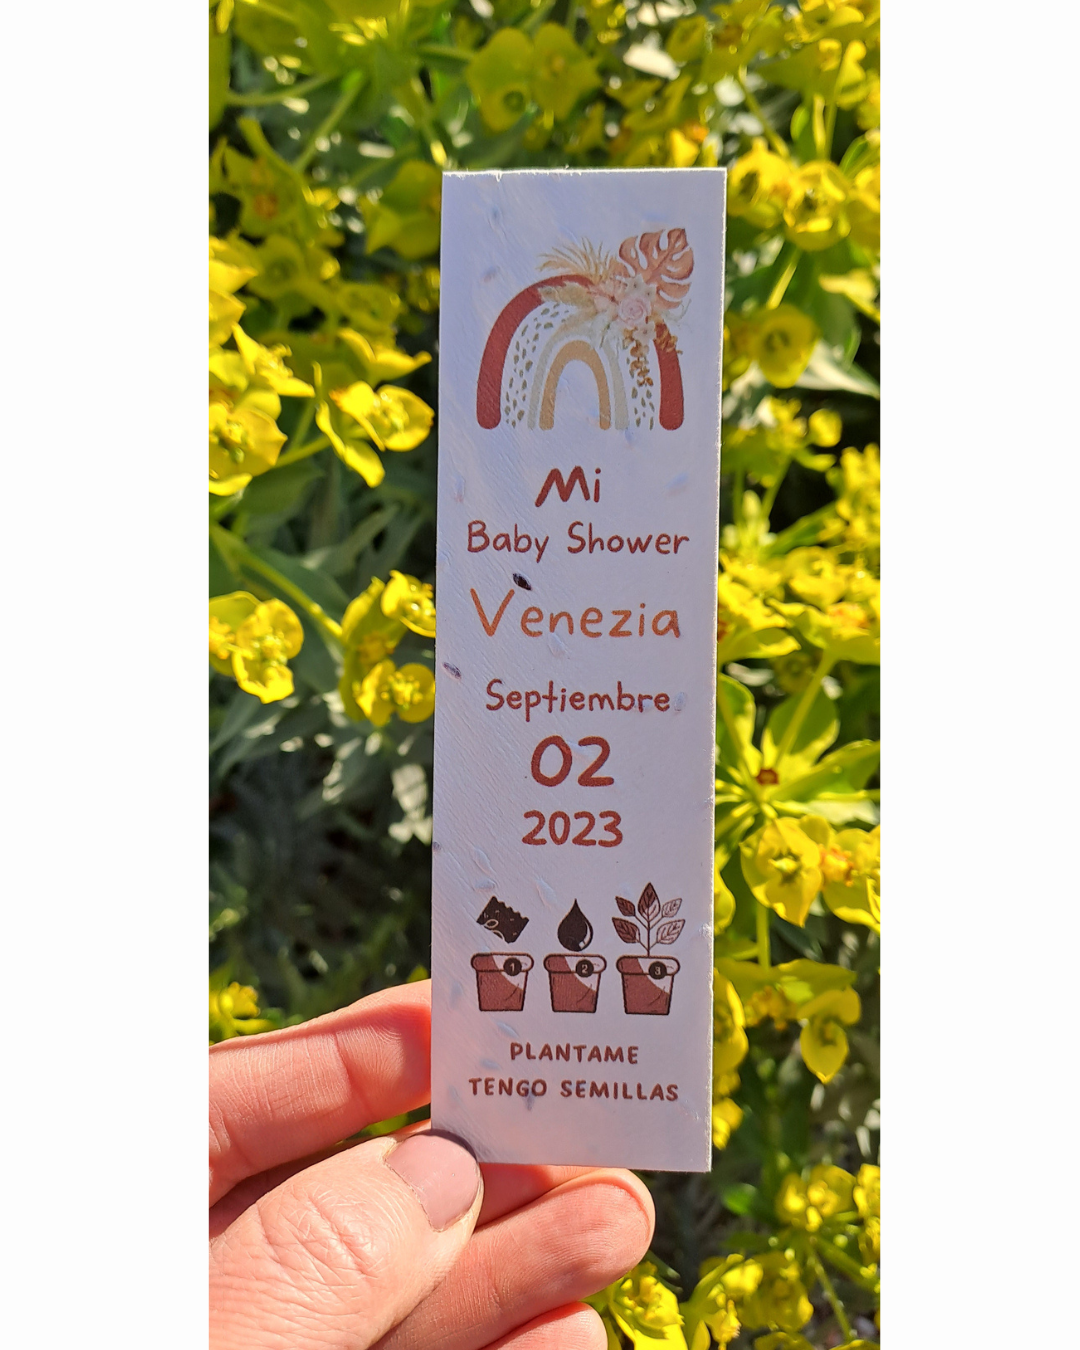 Mi
Baby Shower
Venezia
Septiembre
02
2023
1 2 3
PLANTAME
TENGO SEMILLAS